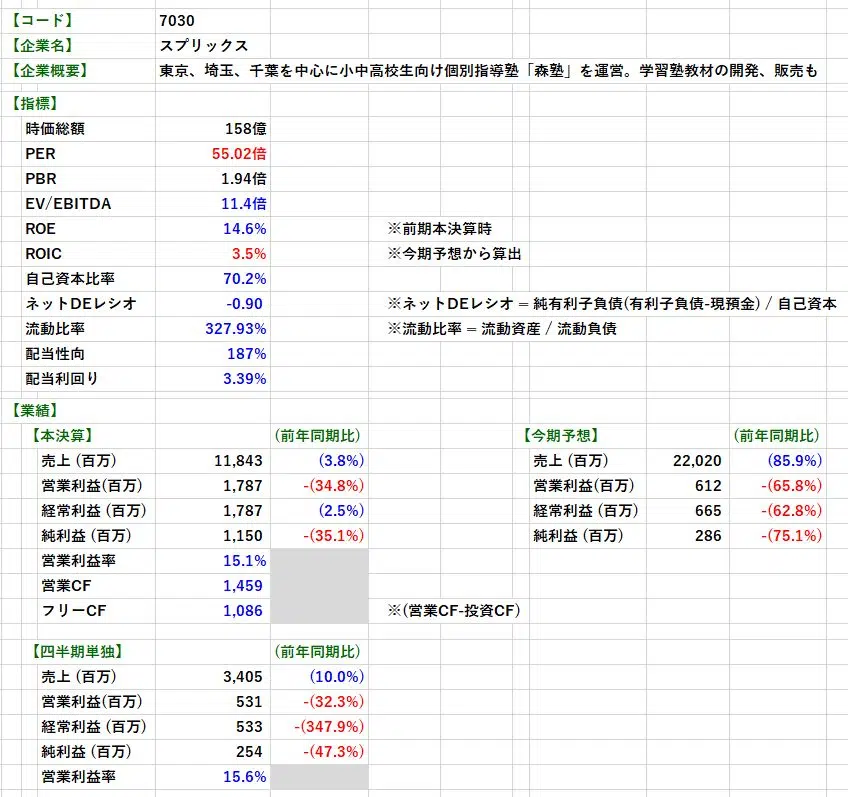 【コード】 7030
【企業名】 スプリックス
【企業概要】 東京、埼玉、千葉を中心に小中高校生向け個別指導塾「森塾」を運営。学習塾教材の開発、販売も
【指標】
時価総額 158億
PER 55.02倍
PBR 1.94倍
EV/EBITDA 11.4倍
ROE 14.6% ※前期本決算時
ROIC 3.5% ※今期予想から算出
自己資本比率 70.2%
ネットDEレシオ -0.90 ※ネットDEレシオ = 純有利子負債(有利子負債-現預金) / 自己資本
流動比率 327.93% ※流動比率 = 流動資産 / 流動負債
配当性向 187%
配当利回り 3.39%
【業績】
【本決算】 (前年同期比) 【今期予想】 (前年同期比)
売上 (百万) 11,843 (3.8%) 売上 (百万) 22,020 (85.9%)
営業利益(百万) 1,787 -(34.8%) 営業利益(百万) 612 -(65.8%)
経常利益 (百万) 1,787 (2.5%) 経常利益 (百万) 665 -(62.8%)
純利益 (百万) 1,150 -(35.1%) 純利益 (百万) 286 -(75.1%)
営業利益率 15.1%
営業CF 1,459
フリーCF 1,086 ※(営業CF-投資CF)
【四半期単独】 (前年同期比)
売上 (百万) 3,405 (10.0%)
営業利益(百万) 531 -(32.3%)
経常利益 (百万) 533 -(347.9%)
純利益 (百万) 254 -(47.3%)
営業利益率 15.6%